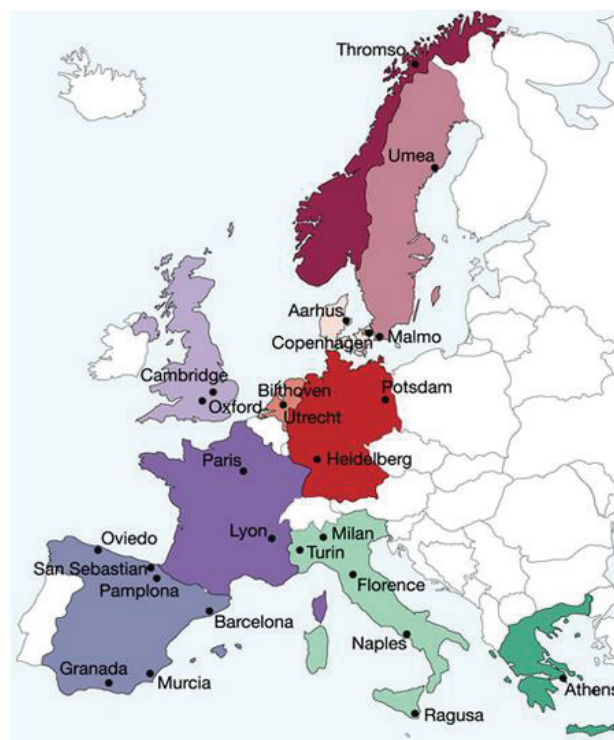 Thromso
Umea
Aarhus
Copenhagen
Malmo
Cambridge
Oxford
Bilthoven
Utrecht
Potsdam
Paris
Heidelberg
Lyon
Milan
Turin
Oviedo
San Sebastian
Pamplona
Florence
Barcelona
Naples
Granada
Murcia
Athens
Ragusa